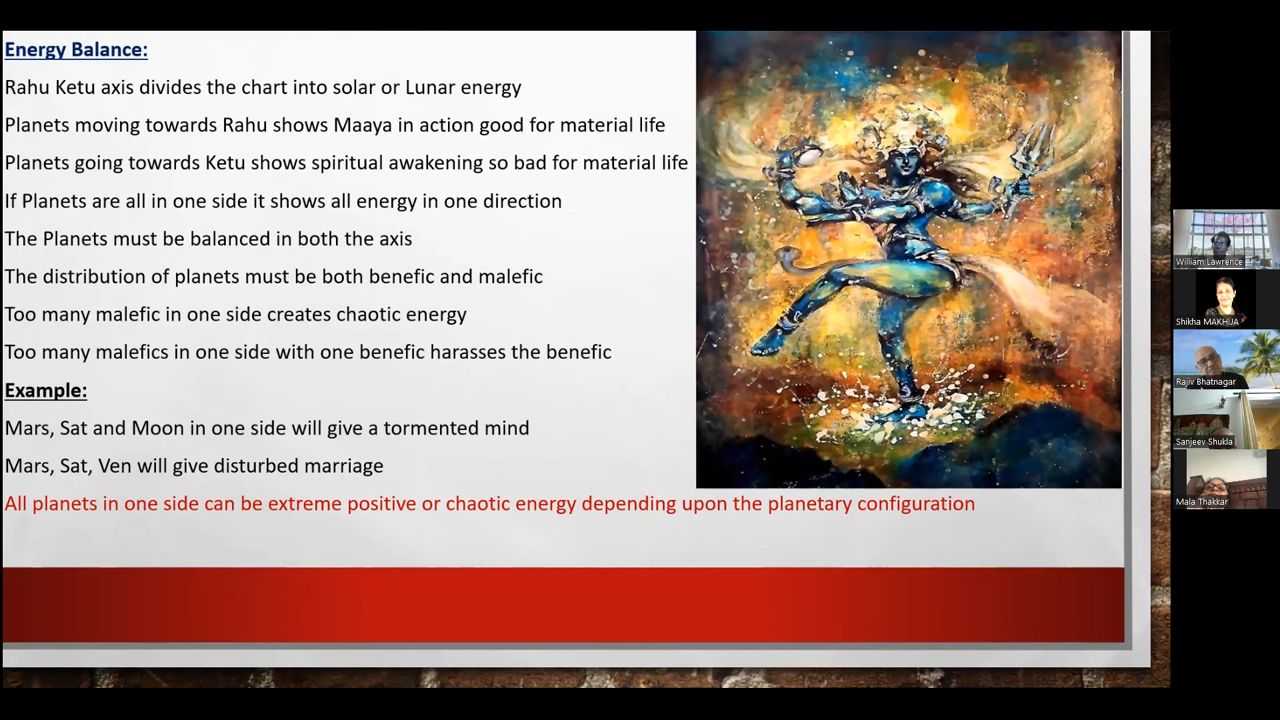 Energy Balance:
Rahu Ketu axis divides the chart into solar or Lunar energy
Planets moving towards Rahu shows Maaya in action good for material life
Planets going towards Ketu shows spiritual awakening so bad for material life
If Planets are all in one side it shows all energy in one direction
The Planets must be balanced in both the axis
The distribution of planets must be both benefic and malefic
Too many malefic in one side creates chaotic energy
Too many malefics in one side with one benefic harasses the benefic
Example:
Mars, Sat and Moon in one side will give a tormented mind
Mars, Sat, Ven will give disturbed marriage
All planets in one side can be extreme positive or chaotic energy depending upon the planetary configuration
William Lawrence
Shikha MAKHIJA
Rajiv Bhatnagar
Sanjeev Shukla
Mala Thakkar